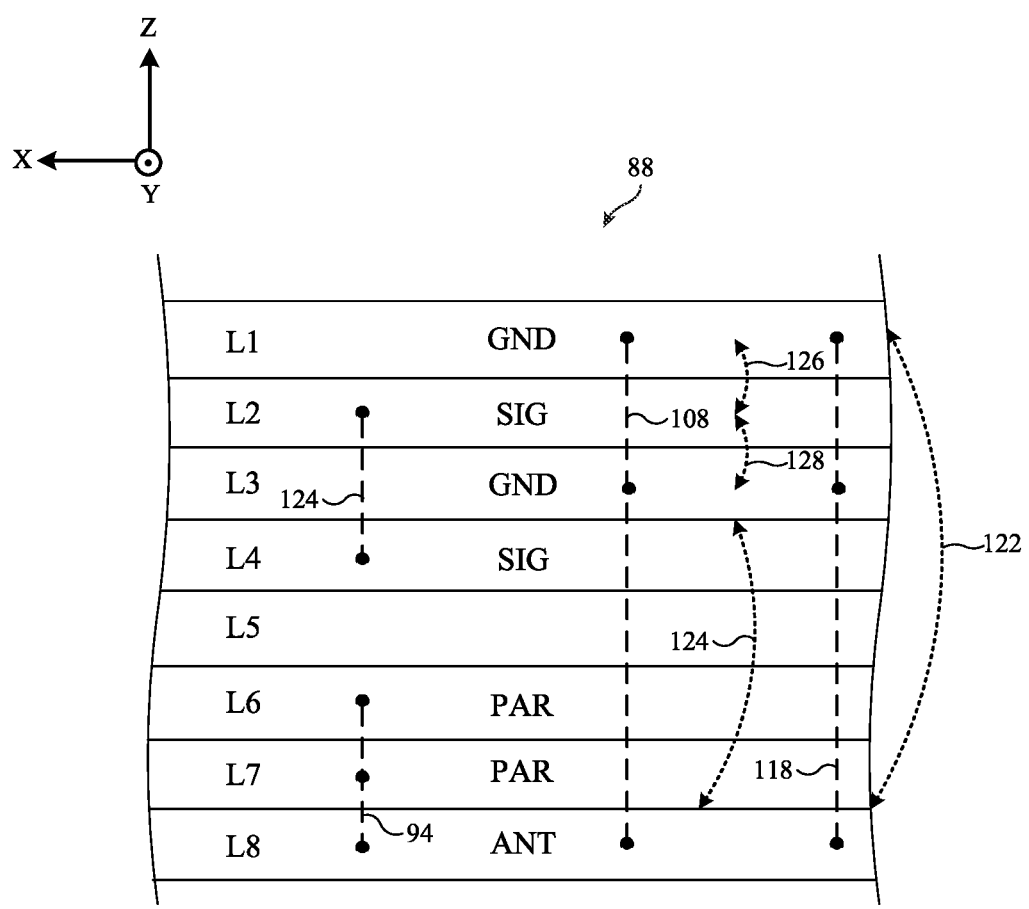 Z
X
Y
88
L1 GND
126
L2 SIG
108
128
L3 GND
124
L4 SIG
122
L5
124
L6 PAR
L7 PAR
118
94
L8 ANT